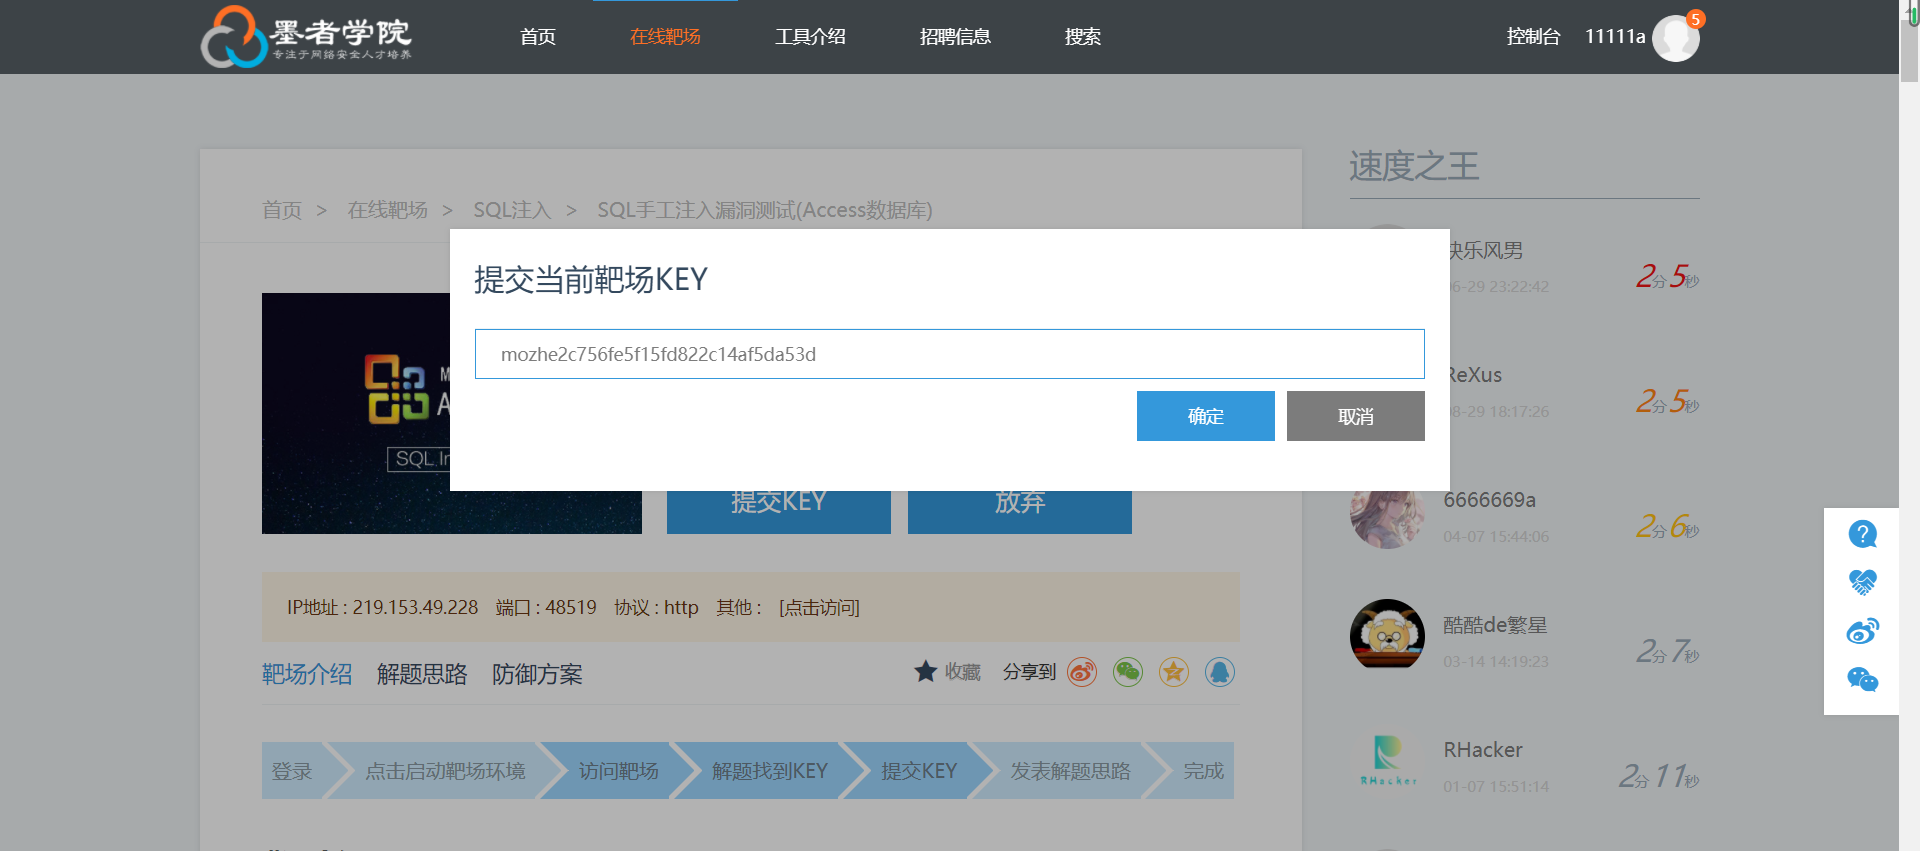 墨者学院
专注于网络安全人才培养
首页
在线靶场
工具介绍
招聘信息
搜索
控制台
11111a
5
首页 > 在线靶场 > SQL注入 > SQL手工注入漏洞测试(Access数据库)
提交当前靶场KEY
mozhe2c756fe5f15fd822c14af5da53d
确定
取消
SQL
提交KEY
放弃
IP地址 : 219.153.49.228 端口 : 48519 协议 : http 其他 : [点击访问]
靶场介绍
解题思路
防御方案
收藏
分享到
登录
点击启动靶场环境
访问靶场
解题找到KEY
提交KEY
发表解题思路
完成
速度之王
快乐风男
06-29 23:22:42
2分5秒
ReXus
08-29 18:17:26
2分5秒
6666669a
04-07 15:44:06
2分6秒
酷酷de繁星
03-14 14:19:23
2分7秒
RHacker
RHacker
01-07 15:51:14
2分11秒